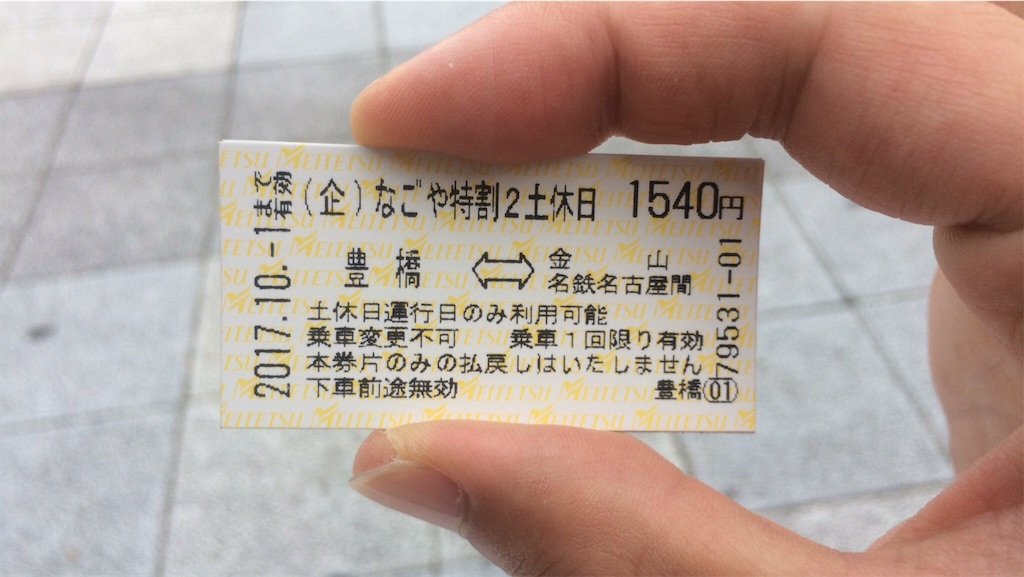 2017.10.-1まで有効
(企)なごや特割2土休日 1540円
豊橋 ⇔ 金山
名鉄名古屋間
土休日運行日のみ利用可能
乗車変更不可 乗車1回限り有効
本券片のみの払戻しはいたしません
下車前途無効 豊橋(01)
79531-01
MEITETSU